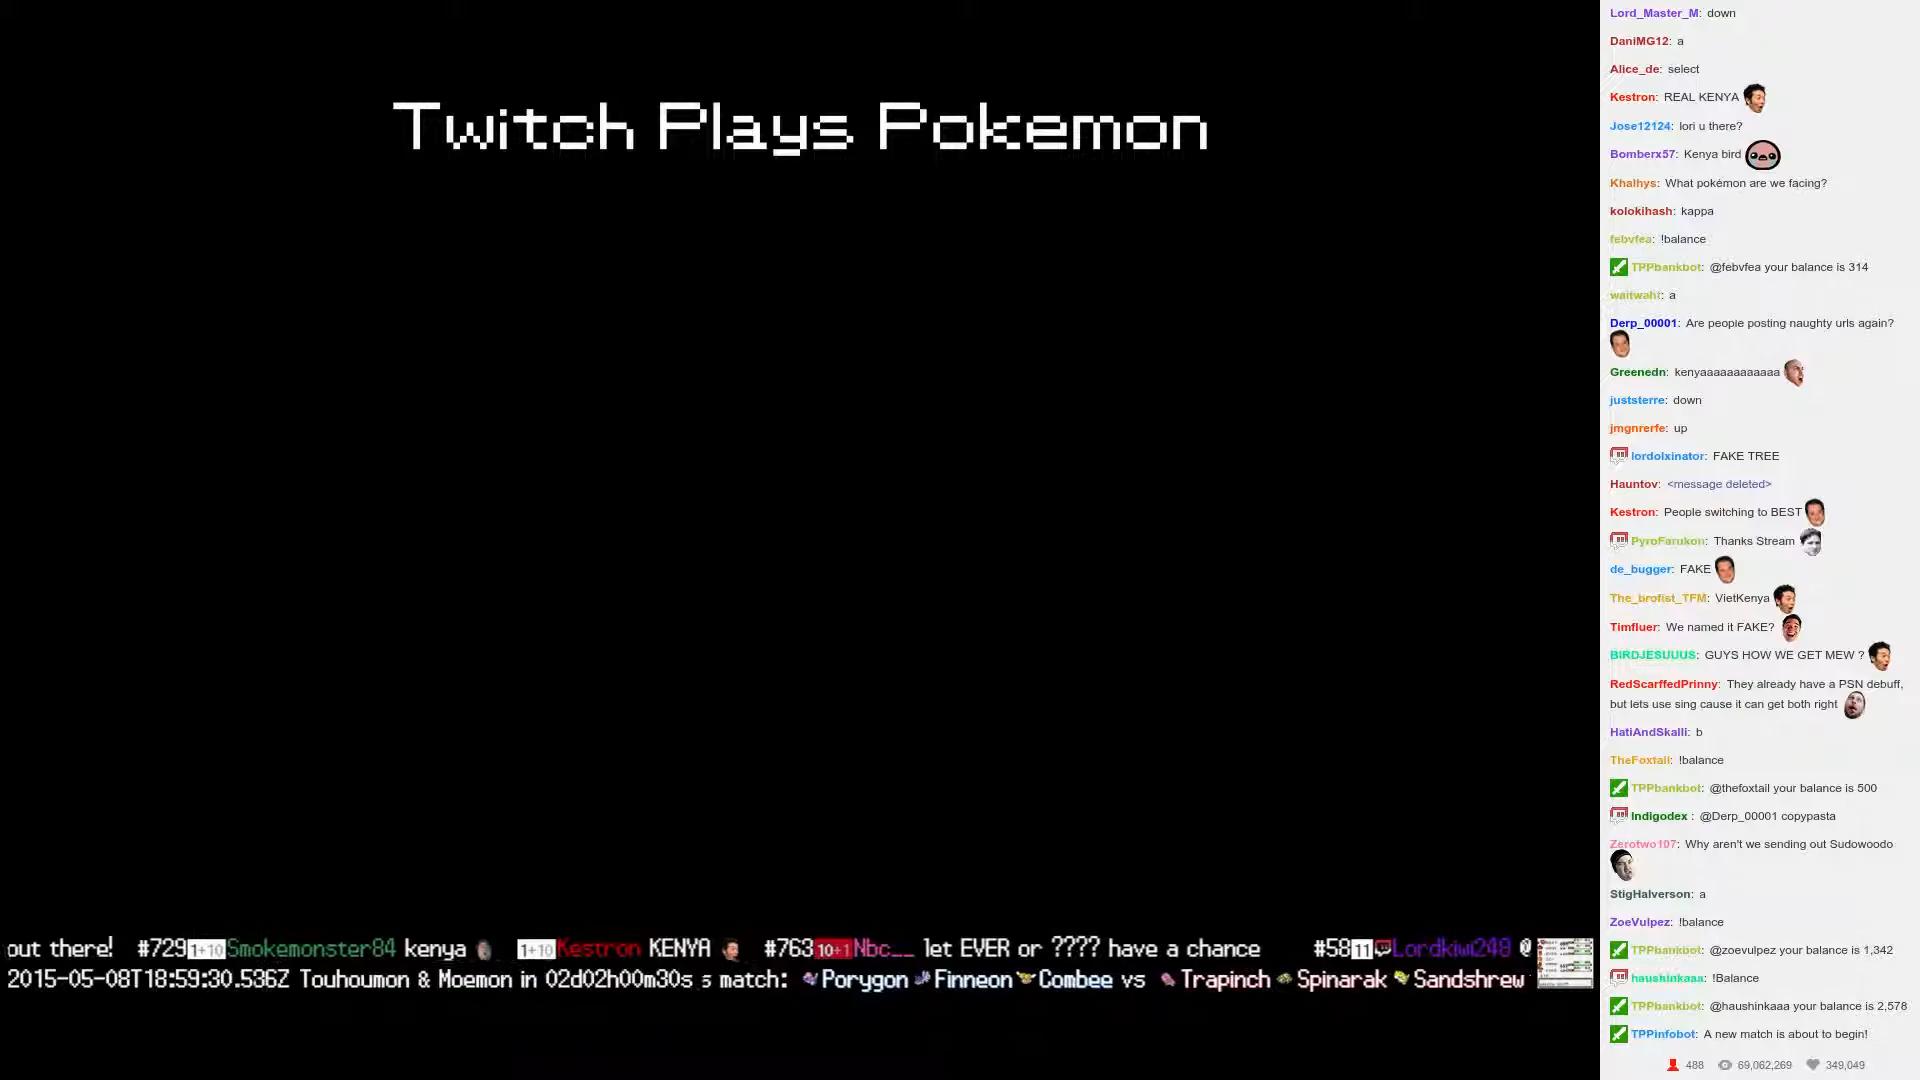 Twitch Plays Pokemon
out there! #729 1+10 Smokemonster84 kenya 1+10 Kestron KENYA #763 10+1 Nbc__ let EVER or ???? have a chance #58 11 Lordkiwi248 @
2015-05-08T18:59:30.536Z Touhoumon & Moemon in 02d02h00m30s s match: Porygon Finneon Combee vs Trapinch Spinarak Sandshrew
Lord_Master_M: down
DaniMG12: a
Alice_de: select
Kestron: REAL KENYA
Jose12124: lori u there?
Bomberx57: Kenya bird
Khalhys: What pokémon are we facing?
kolokihash: kappa
febvfea: !balance
TPPbankbot: @febvfea your balance is 314
waitwaht: a
Derp_00001: Are people posting naughty urls again?
Greenedn: kenyaaaaaaaaaaaa
juststerre: down
jmgnrerfe: up
lordolxinator: FAKE TREE
Hauntov: <message deleted>
Kestron: People switching to BEST
PyroFarukon: Thanks Stream
de_bugger: FAKE
The_brofist_TFM: VietKenya
Timfluer: We named it FAKE?
BIRDJESUUUS: GUYS HOW WE GET MEW ?
RedScarffedPrinny: They already have a PSN debuff,
but lets use sing cause it can get both right
HatiAndSkalli: b
TheFoxtail: !balance
TPPbankbot: @thefoxtail your balance is 500
Indigodex : @Derp_00001 copypasta
Zerotwo107: Why aren't we sending out Sudowoodo
StigHalverson: a
ZoeVulpez: !balance
TPPbankbot: @zoevulpez your balance is 1,342
haushinkaaa: !Balance
TPPbankbot: @haushinkaaa your balance is 2,578
TPPinfobot: A new match is about to begin!
488 69,062,269 349,049